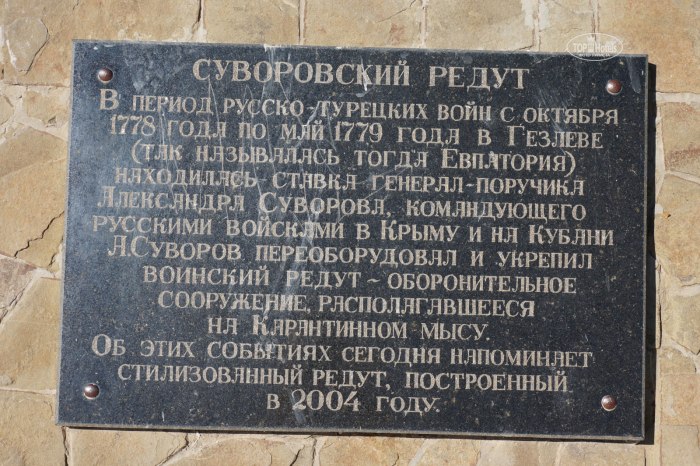 СУВОРОВСКИЙ РЕДУТ
В ПЕРИОД РУССКО-ТУРЕЦКИХ ВОЙН С ОКТЯБРЯ
1778 ГОДА ПО МАЙ 1779 ГОДА В ГЕЗЛЕВЕ
(ТАК НАЗЫВАЛАСЬ ТОГДА ЕВПАТОРИЯ)
НАХОДИЛАСЬ СТАВКА ГЕНЕРАЛ-ПОРУЧИКА
АЛЕКСАНДРА СУВОРОВА, КОМАНДУЮЩЕГО
РУССКИМИ ВОЙСКАМИ В КРЫМУ И НА КУБАНИ
А.СУВОРОВ ПЕРЕОБОРУДОВАЛ И УКРЕПИЛ
ВОИНСКИЙ РЕДУТ - ОБОРОНИТЕЛЬНОЕ
СООРУЖЕНИЕ, РАСПОЛАГАВШЕЕСЯ
НА КАРАНТИННОМ МЫСУ.
ОБ ЭТИХ СОБЫТИЯХ СЕГОДНЯ НАПОМИНАЕТ
СТИЛИЗОВАННЫЙ РЕДУТ, ПОСТРОЕННЫЙ
В 2004 ГОДУ.